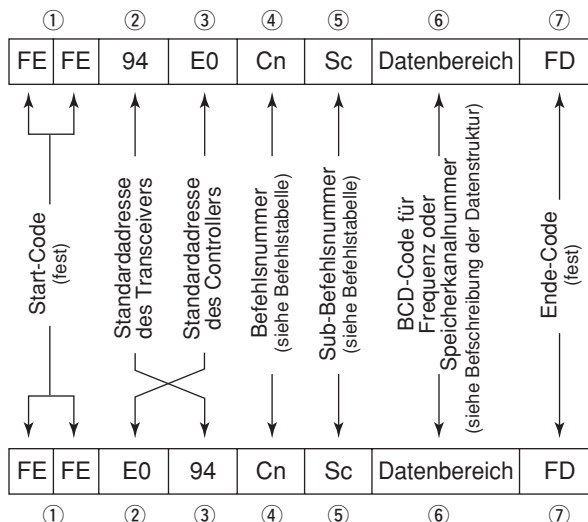 ① ② ③ ④ ⑤ ⑥ ⑦
FE FE 94 E0 Cn Sc Datenbereich FD
Start-Code
(fest)
Standardadresse
des Transceivers
Standardadresse
des Controllers
Befehlsnummer
(siehe Befehlstabelle)
Sub-Befehlsnummer
(siehe Befehlstabelle)
BCD-Code für
Frequenz oder
Speicherkanalnummer
(siehe Befschreibung der Datenstruktur)
Ende-Code
(fest)
FE FE E0 94 Cn Sc Datenbereich FD
① ② ③ ④ ⑤ ⑥ ⑦